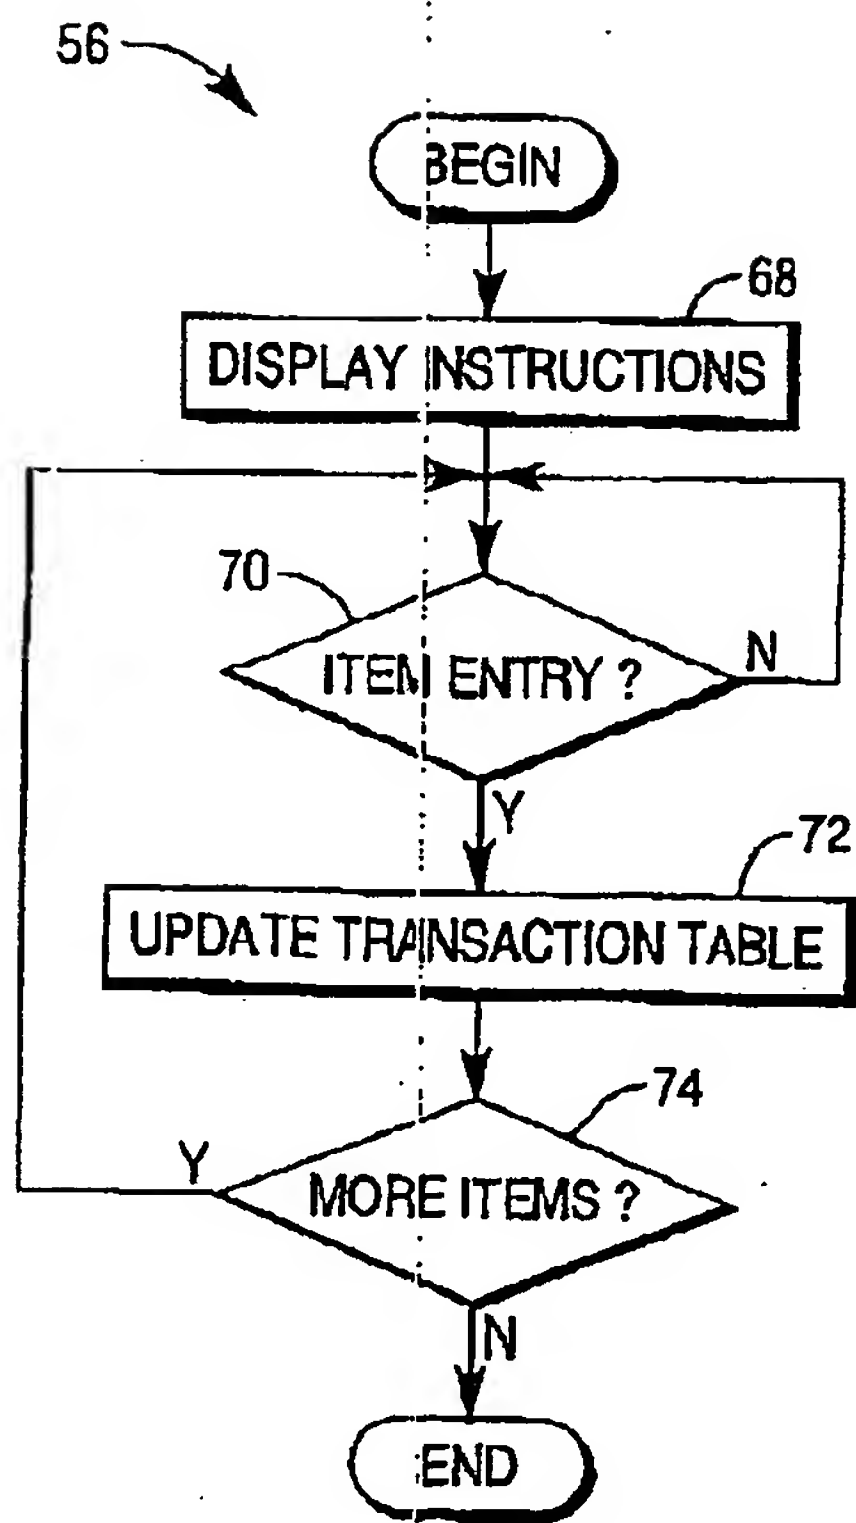 56
BEGIN
68
DISPLAY INSTRUCTIONS
70
ITEM ENTRY ?
N
Y
72
UPDATE TRANSACTION TABLE
74
Y
MORE ITEMS ?
N
END